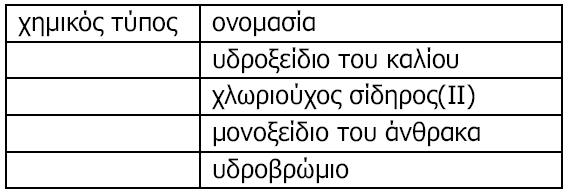 χημικός τύπος ονομασία
υδροξείδιο του καλίου
χλωριούχος σίδηρος(II)
μονοξείδιο του άνθρακα
υδροβρώμιο